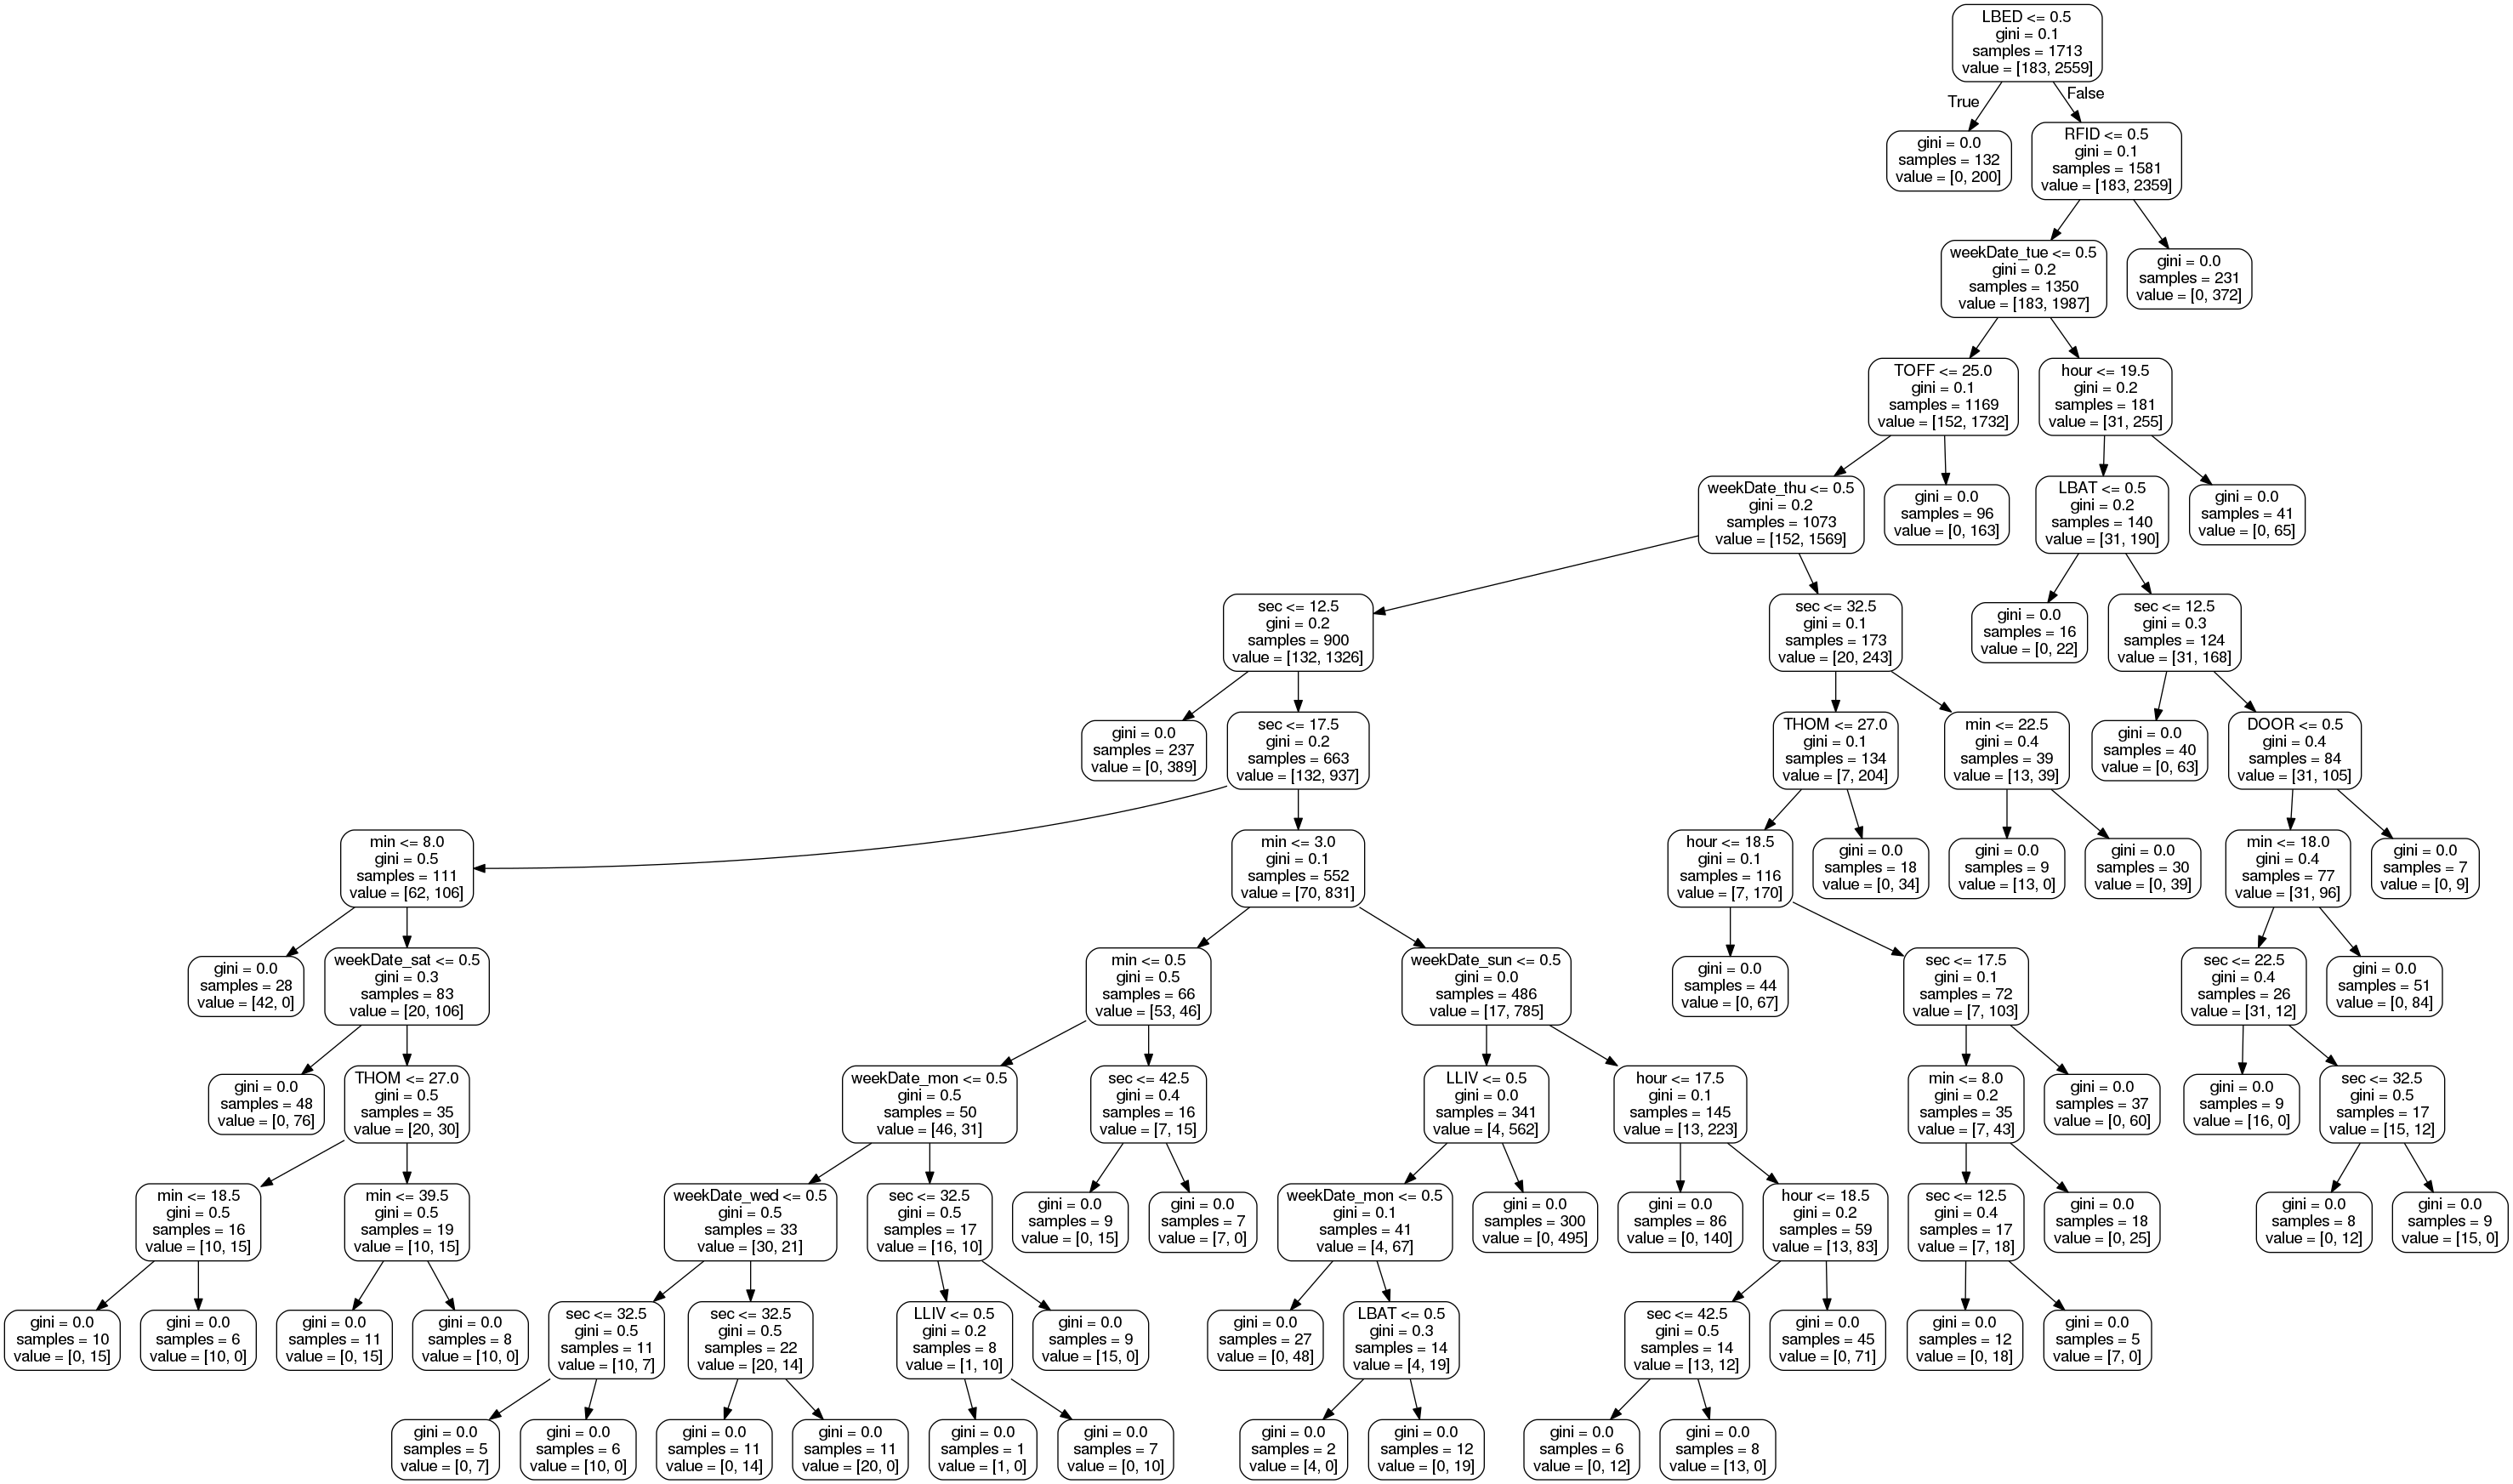 LBED <= 0.5
gini = 0.1
samples = 1713
value = [183, 2559]
True
False
gini = 0.0
samples = 132
value = [0, 200]
RFID <= 0.5
gini = 0.1
samples = 1581
value = [183, 2359]
weekDate_tue <= 0.5
gini = 0.2
samples = 1350
value = [183, 1987]
gini = 0.0
samples = 231
value = [0, 372]
TOFF <= 25.0
gini = 0.1
samples = 1169
value = [152, 1732]
hour <= 19.5
gini = 0.2
samples = 181
value = [31, 255]
weekDate_thu <= 0.5
gini = 0.2
samples = 1073
value = [152, 1569]
gini = 0.0
samples = 96
value = [0, 163]
LBAT <= 0.5
gini = 0.2
samples = 140
value = [31, 190]
gini = 0.0
samples = 41
value = [0, 65]
sec <= 12.5
gini = 0.2
samples = 900
value = [132, 1326]
sec <= 32.5
gini = 0.1
samples = 173
value = [20, 243]
gini = 0.0
samples = 16
value = [0, 22]
sec <= 12.5
gini = 0.3
samples = 124
value = [31, 168]
gini = 0.0
samples = 237
value = [0, 389]
sec <= 17.5
gini = 0.2
samples = 663
value = [132, 937]
THOM <= 27.0
gini = 0.1
samples = 134
value = [7, 204]
min <= 22.5
gini = 0.4
samples = 39
value = [13, 39]
gini = 0.0
samples = 40
value = [0, 63]
DOOR <= 0.5
gini = 0.4
samples = 84
value = [31, 105]
min <= 8.0
gini = 0.5
samples = 111
value = [62, 106]
min <= 3.0
gini = 0.1
samples = 552
value = [70, 831]
hour <= 18.5
gini = 0.1
samples = 116
value = [7, 170]
gini = 0.0
samples = 18
value = [0, 34]
gini = 0.0
samples = 9
value = [13, 0]
gini = 0.0
samples = 30
value = [0, 39]
min <= 18.0
gini = 0.4
samples = 77
value = [31, 96]
gini = 0.0
samples = 7
value = [0, 9]
gini = 0.0
samples = 28
value = [42, 0]
weekDate_sat <= 0.5
gini = 0.3
samples = 83
value = [20, 106]
min <= 0.5
gini = 0.5
samples = 66
value = [53, 46]
weekDate_sun <= 0.5
gini = 0.0
samples = 486
value = [17, 785]
gini = 0.0
samples = 44
value = [0, 67]
sec <= 17.5
gini = 0.1
samples = 72
value = [7, 103]
sec <= 22.5
gini = 0.4
samples = 26
value = [31, 12]
gini = 0.0
samples = 51
value = [0, 84]
gini = 0.0
samples = 48
value = [0, 76]
THOM <= 27.0
gini = 0.5
samples = 35
value = [20, 30]
weekDate_mon <= 0.5
gini = 0.5
samples = 50
value = [46, 31]
sec <= 42.5
gini = 0.4
samples = 16
value = [7, 15]
LLIV <= 0.5
gini = 0.0
samples = 341
value = [4, 562]
hour <= 17.5
gini = 0.1
samples = 145
value = [13, 223]
min <= 8.0
gini = 0.2
samples = 35
value = [7, 43]
gini = 0.0
samples = 37
value = [0, 60]
gini = 0.0
samples = 9
value = [16, 0]
sec <= 32.5
gini = 0.5
samples = 17
value = [15, 12]
min <= 18.5
gini = 0.5
samples = 16
value = [10, 15]
min <= 39.5
gini = 0.5
samples = 19
value = [10, 15]
weekDate_wed <= 0.5
gini = 0.5
samples = 33
value = [30, 21]
sec <= 32.5
gini = 0.5
samples = 17
value = [16, 10]
gini = 0.0
samples = 9
value = [0, 15]
gini = 0.0
samples = 7
value = [7, 0]
weekDate_mon <= 0.5
gini = 0.1
samples = 41
value = [4, 67]
gini = 0.0
samples = 300
value = [0, 495]
gini = 0.0
samples = 86
value = [0, 140]
hour <= 18.5
gini = 0.2
samples = 59
value = [13, 83]
sec <= 12.5
gini = 0.4
samples = 17
value = [7, 18]
gini = 0.0
samples = 18
value = [0, 25]
gini = 0.0
samples = 8
value = [0, 12]
gini = 0.0
samples = 9
value = [15, 0]
gini = 0.0
samples = 10
value = [0, 15]
gini = 0.0
samples = 6
value = [10, 0]
gini = 0.0
samples = 11
value = [0, 15]
gini = 0.0
samples = 8
value = [10, 0]
sec <= 32.5
gini = 0.5
samples = 11
value = [10, 7]
sec <= 32.5
gini = 0.5
samples = 22
value = [20, 14]
LLIV <= 0.5
gini = 0.2
samples = 8
value = [1, 10]
gini = 0.0
samples = 9
value = [15, 0]
gini = 0.0
samples = 27
value = [0, 48]
LBAT <= 0.5
gini = 0.3
samples = 14
value = [4, 19]
sec <= 42.5
gini = 0.5
samples = 14
value = [13, 12]
gini = 0.0
samples = 45
value = [0, 71]
gini = 0.0
samples = 12
value = [0, 18]
gini = 0.0
samples = 5
value = [7, 0]
gini = 0.0
samples = 5
value = [0, 7]
gini = 0.0
samples = 6
value = [10, 0]
gini = 0.0
samples = 11
value = [0, 14]
gini = 0.0
samples = 11
value = [20, 0]
gini = 0.0
samples = 1
value = [1, 0]
gini = 0.0
samples = 7
value = [0, 10]
gini = 0.0
samples = 2
value = [4, 0]
gini = 0.0
samples = 12
value = [0, 19]
gini = 0.0
samples = 6
value = [0, 12]
gini = 0.0
samples = 8
value = [13, 0]